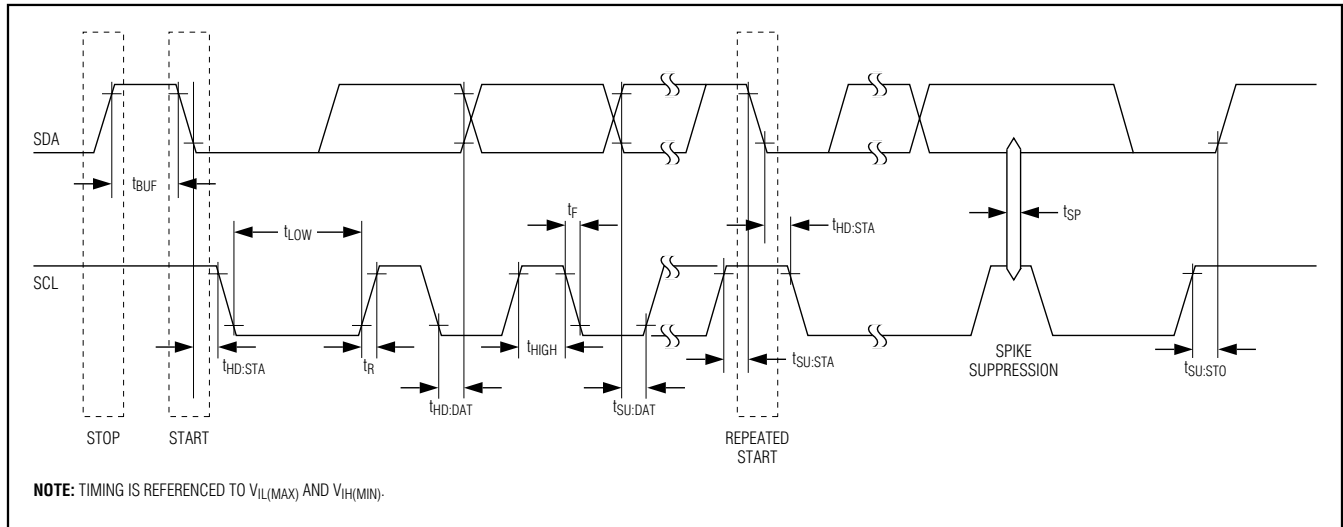 SDA
tBUF
tF
tSP
tLOW
tHD:STA
SCL
tHD:STA
tR
tHIGH
tSU:STA
SPIKE
SUPPRESSION
tSU:STO
tHD:DAT
tSU:DAT
STOP
START
REPEATED
START
NOTE: TIMING IS REFERENCED TO VIL(MAX) AND VIH(MIN).